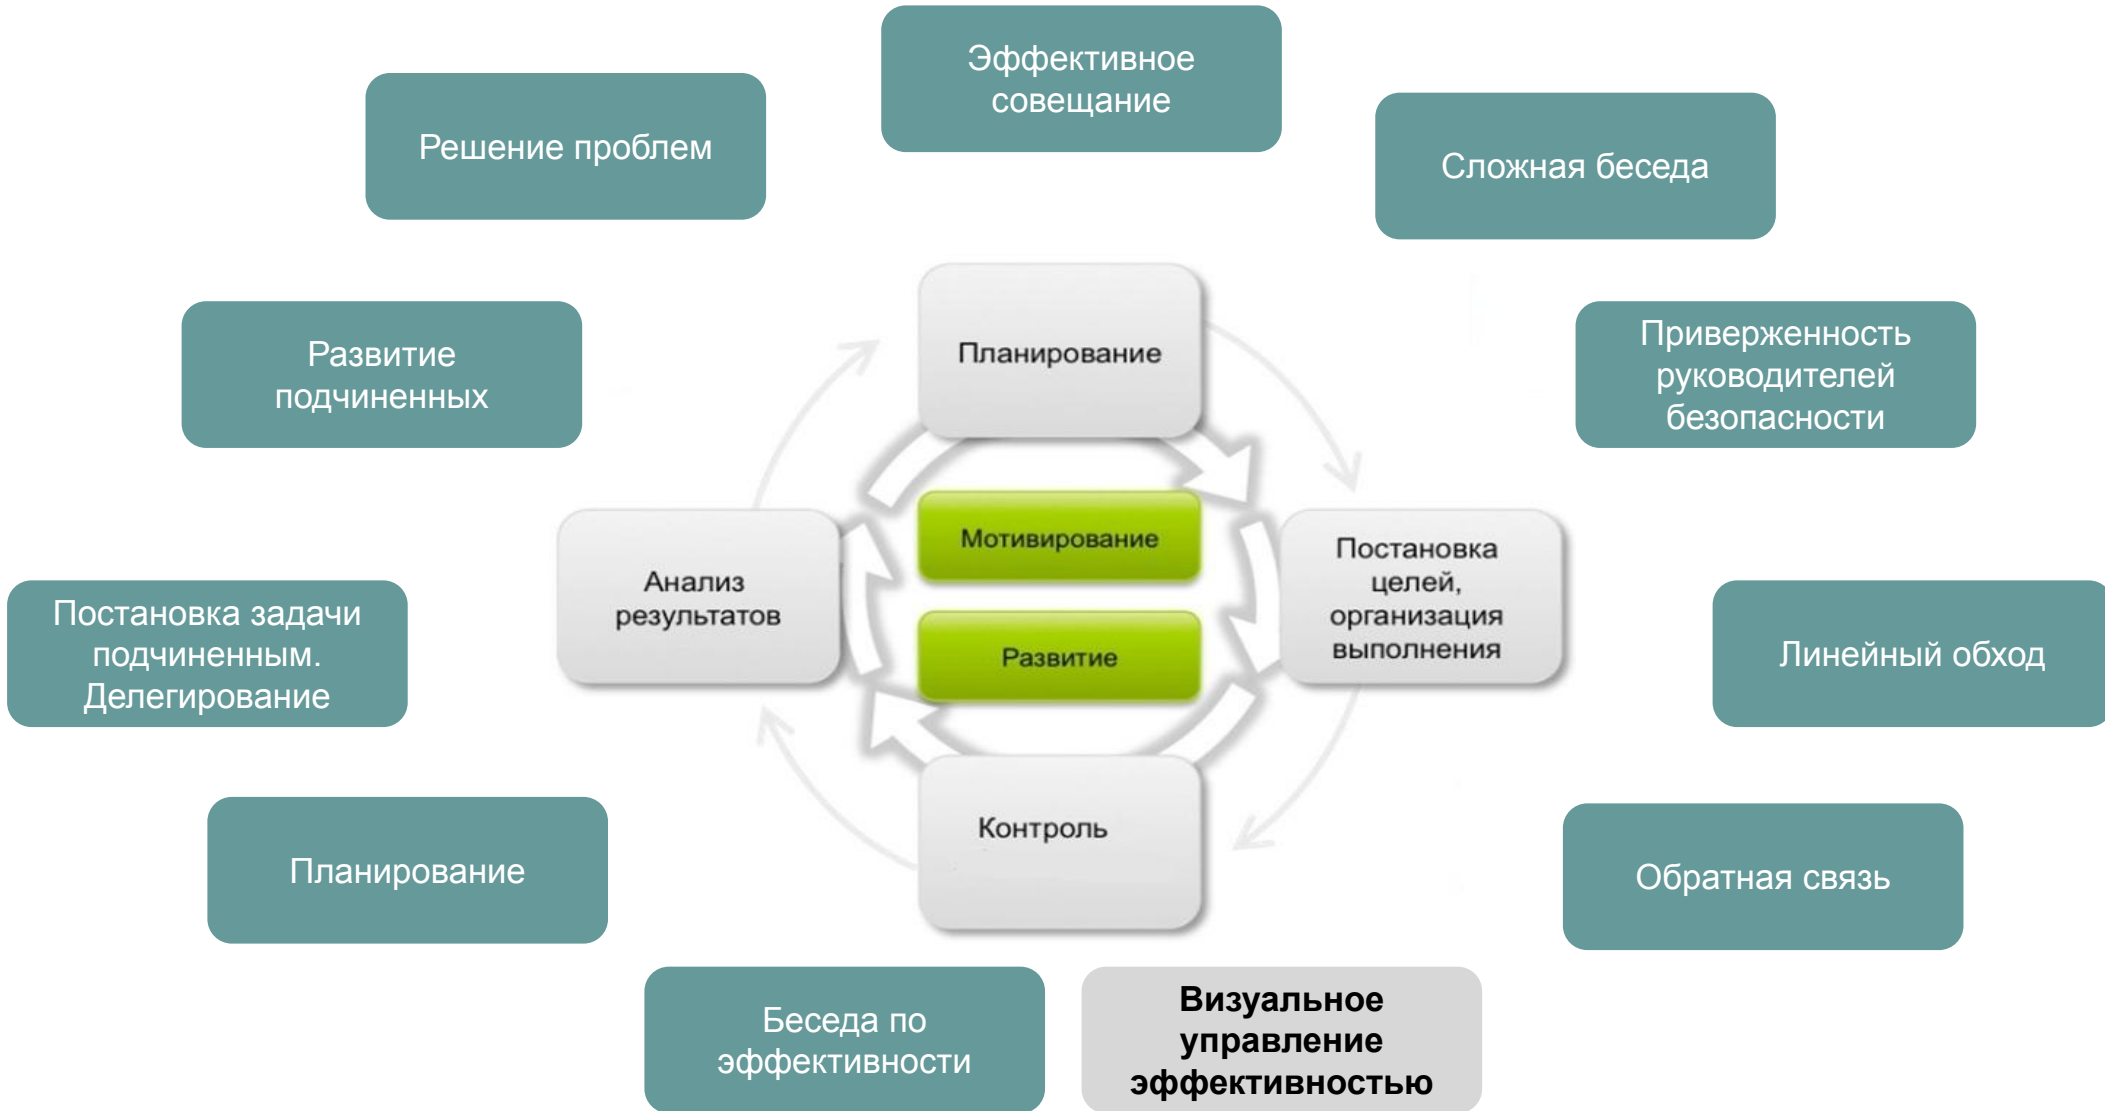 Эффективное
совещание
Решение проблем
Сложная беседа
Развитие
подчиненных
Планирование
Приверженность
руководителей
безопасности
Мотивирование
Анализ
результатов
Постановка
целей,
организация
выполнения
Развитие
Постановка задачи
подчиненным.
Делегирование
Линейный обход
Контроль
Планирование
Обратная связь
Беседа по
эффективности
Визуальное
управление
эффективностью